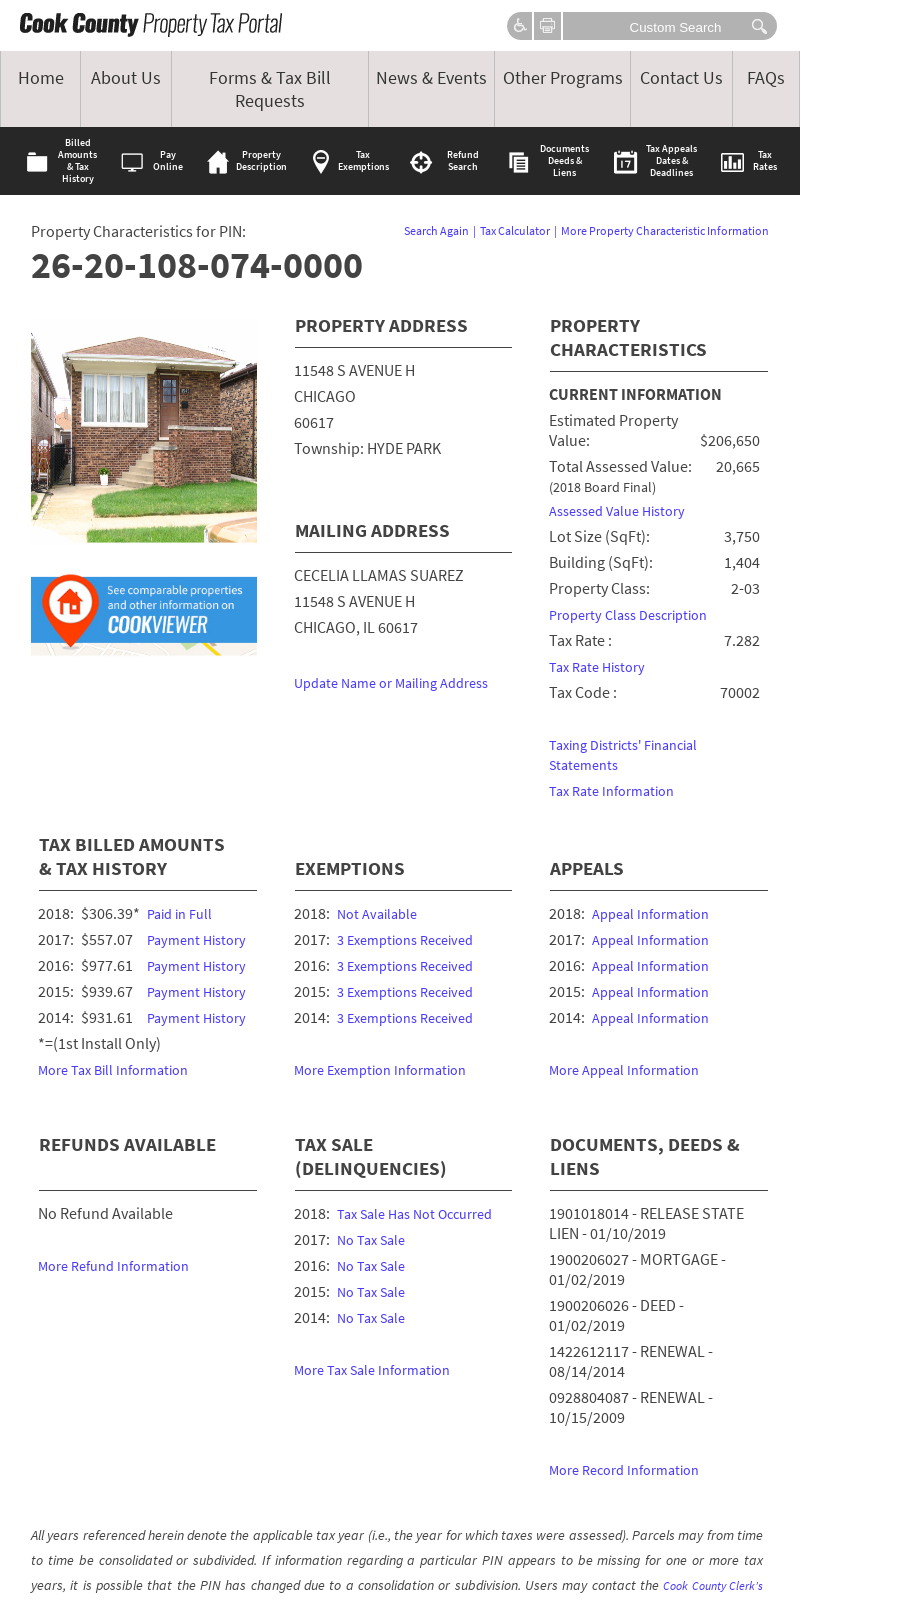 Cook County Property Tax Portal
Custom Search
Home
About Us
Forms & Tax Bill
Requests
News & Events
Other Programs
Contact Us
FAQs
Billed
Amounts
& Tax
History
Pay
Online
Property
Description
Tax
Exemptions
Refund
Search
Documents
Deeds &
Liens
17
Tax Appeals
Dates &
Deadlines
Tax
Rates
Property Characteristics for PIN:
Search Again | Tax Calculator | More Property Characteristic Information
26-20-108-074-0000
PROPERTY ADDRESS
11548 S AVENUE H
CHICAGO
60617
Township: HYDE PARK
MAILING ADDRESS
CECELIA LLAMAS SUAREZ
11548 S AVENUE H
CHICAGO, IL 60617
Update Name or Mailing Address
See comparable properties
and other information on
COOKVIEWER
PROPERTY
CHARACTERISTICS
CURRENT INFORMATION
Estimated Property
Value: $206,650
Total Assessed Value: 20,665
(2018 Board Final)
Assessed Value History
Lot Size (SqFt): 3,750
Building (SqFt): 1,404
Property Class: 2-03
Property Class Description
Tax Rate : 7.282
Tax Rate History
Tax Code : 70002
Taxing Districts' Financial
Statements
Tax Rate Information
TAX BILLED AMOUNTS
& TAX HISTORY
2018: $306.39* Paid in Full
2017: $557.07 Payment History
2016: $977.61 Payment History
2015: $939.67 Payment History
2014: $931.61 Payment History
*=(1st Install Only)
More Tax Bill Information
EXEMPTIONS
2018: Not Available
2017: 3 Exemptions Received
2016: 3 Exemptions Received
2015: 3 Exemptions Received
2014: 3 Exemptions Received
More Exemption Information
APPEALS
2018: Appeal Information
2017: Appeal Information
2016: Appeal Information
2015: Appeal Information
2014: Appeal Information
More Appeal Information
REFUNDS AVAILABLE
No Refund Available
More Refund Information
TAX SALE
(DELINQUENCIES)
2018: Tax Sale Has Not Occurred
2017: No Tax Sale
2016: No Tax Sale
2015: No Tax Sale
2014: No Tax Sale
More Tax Sale Information
DOCUMENTS, DEEDS &
LIENS
1901018014 - RELEASE STATE
LIEN - 01/10/2019
1900206027 - MORTGAGE -
01/02/2019
1900206026 - DEED -
01/02/2019
1422612117 - RENEWAL -
08/14/2014
0928804087 - RENEWAL -
10/15/2009
More Record Information
All years referenced herein denote the applicable tax year (i.e., the year for which taxes were assessed). Parcels may from time
to time be consolidated or subdivided. If information regarding a particular PIN appears to be missing for one or more tax
years, it is possible that the PIN has changed due to a consolidation or subdivision. Users may contact the Cook County Clerk's